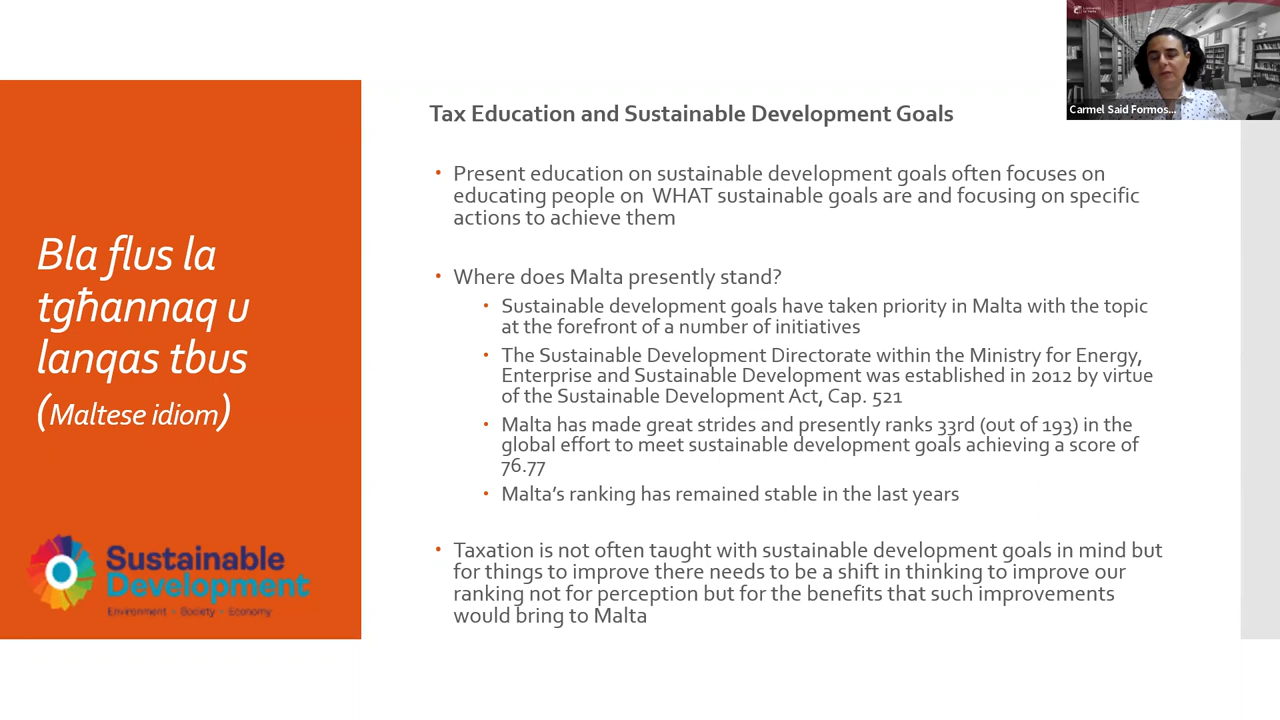 Carmel Said Formos...
Bla flus la
tgħannaq u
lanqas tbus
(Maltese idiom)
Sustainable
Development
Environment Society Economy
Tax Education and Sustainable Development Goals
• Present education on sustainable development goals often focuses on
educating people on WHAT sustainable goals are and focusing on specific
actions to achieve them
• Where does Malta presently stand?
• Sustainable development goals have taken priority in Malta with the topic
at the forefront of a number of initiatives
• The Sustainable Development Directorate within the Ministry for Energy,
Enterprise and Sustainable Development was established in 2012 by virtue
of the Sustainable Development Act, Cap. 521
• Malta has made great strides and presently ranks 33rd (out of 193) in the
global effort to meet sustainable development goals achieving a score of
76.77
• Malta's ranking has remained stable in the last years
• Taxation is not often taught with sustainable development goals in mind but
for things to improve there needs to be a shift in thinking to improve our
ranking not for perception but for the benefits that such improvements
would bring to Malta